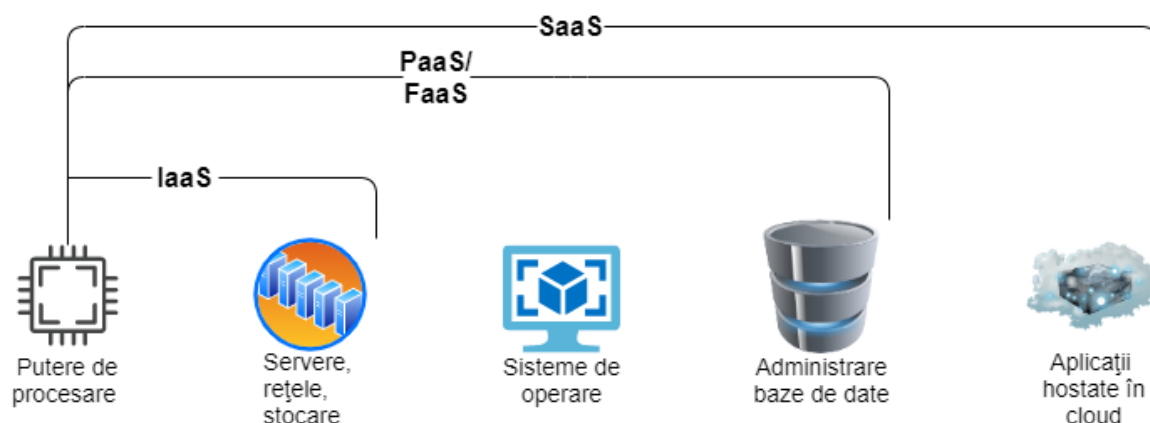 SaaS
PaaS/
FaaS
IaaS
Putere de
procesare
Servere,
reţele,
stocare
Sisteme de
operare
Administrare
baze de date
Aplicaţii
hostate în
cloud